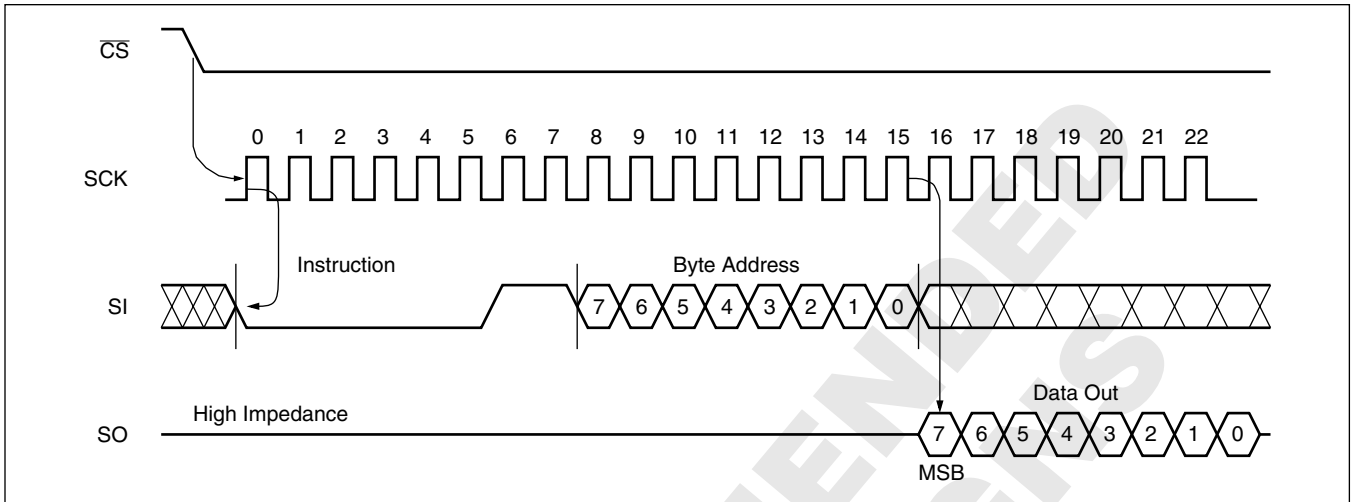 CS
0 1 2 3 4 5 6 7 8 9 10 11 12 13 14 15 16 17 18 19 20 21 22
SCK
Instruction
Byte Address
SI
7 6 5 4 3 2 1 0
Data Out
High Impedance
SO
7 6 5 4 3 2 1 0
MSB